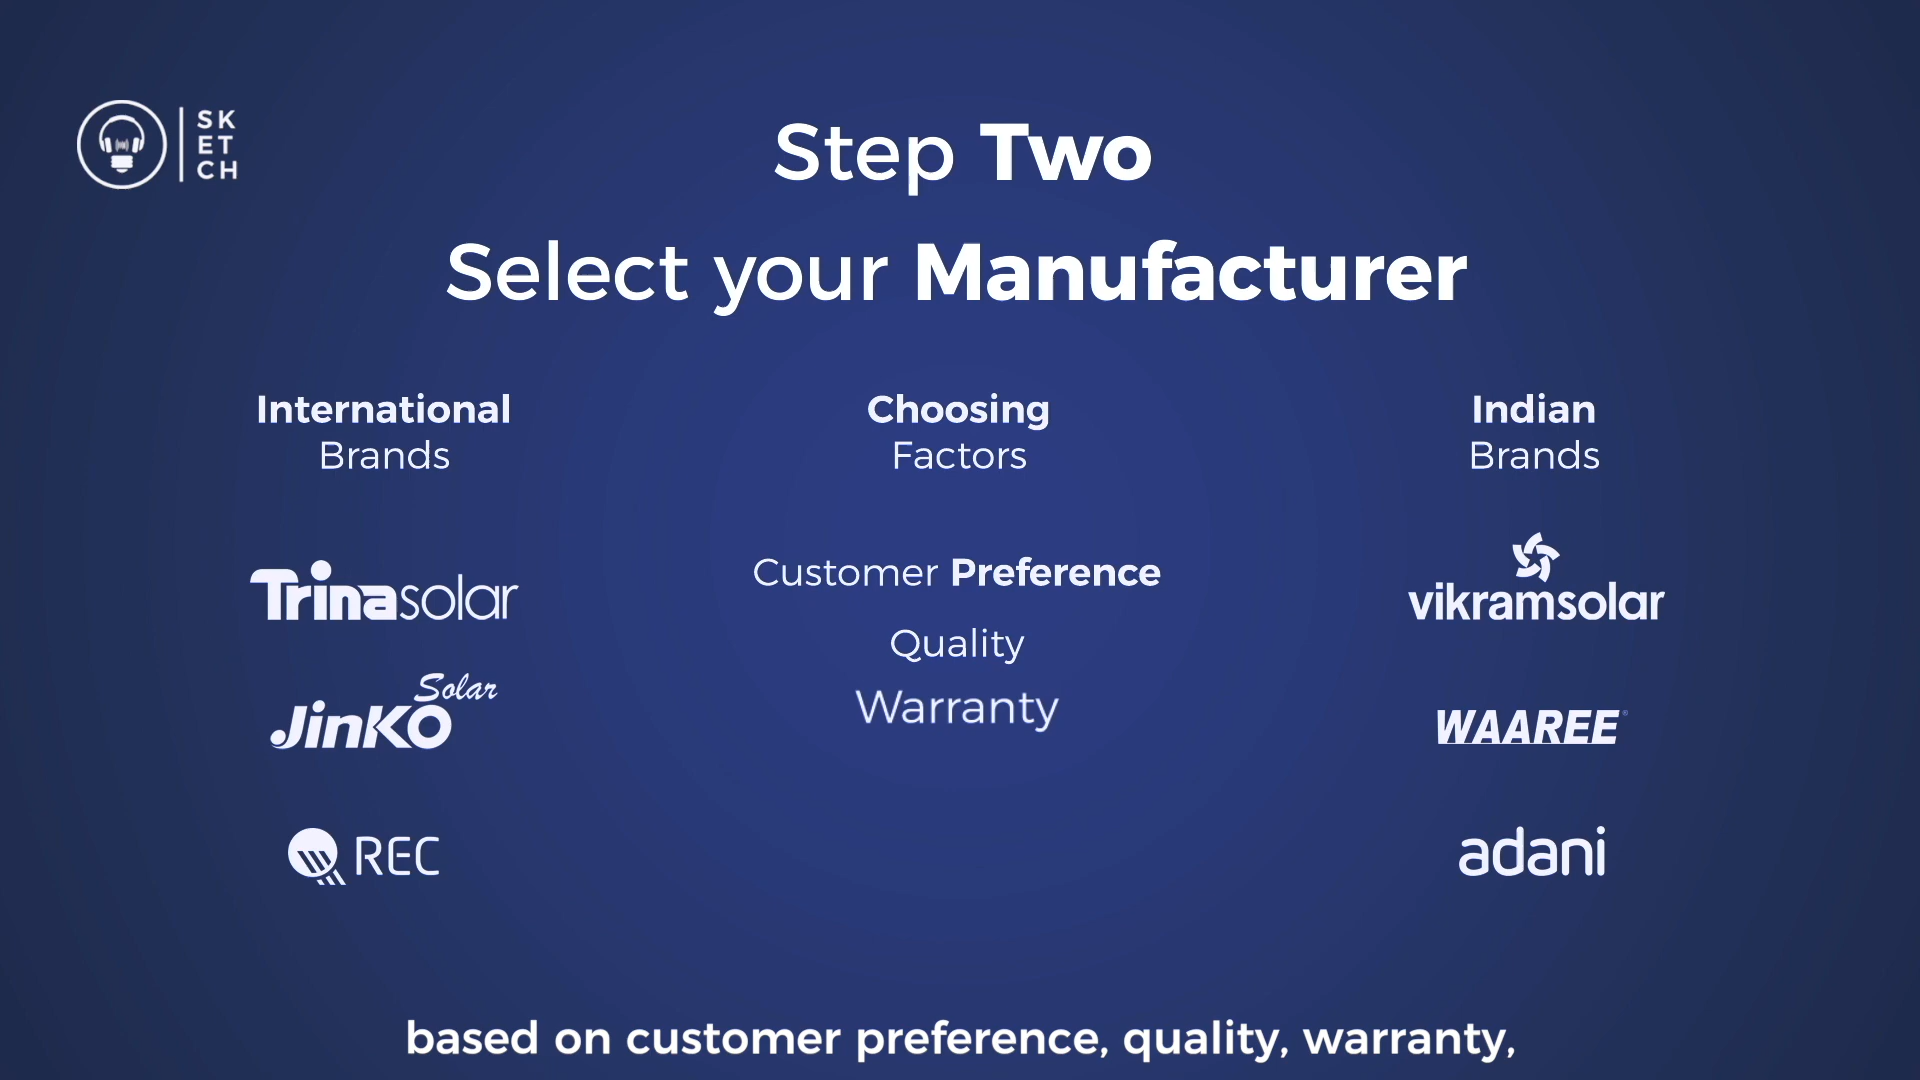 SK
ET
CH
Step Two
Select your Manufacturer
International
Brands
Trinasolar
Solar
JinKO
REC
Choosing
Factors
Customer Preference
Quality
Warranty
Indian
Brands
vikramsolar
WAAREE®
adani
based on customer preference, quality, warranty,